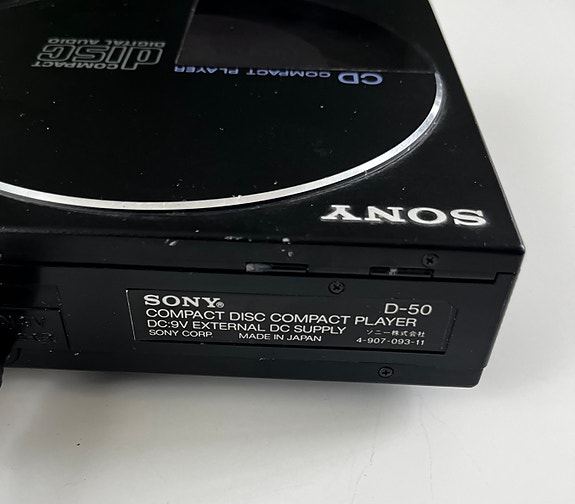 COMPACT
disc
DIGITAL AUDIO
CD COMPACT PLAYER
SONY
SONY®
D-50
COMPACT DISC COMPACT PLAYER
DC:9V EXTERNAL DC SUPPLY
ソニー株式会社
SONY CORP. MADE IN JAPAN
4-907-093-11